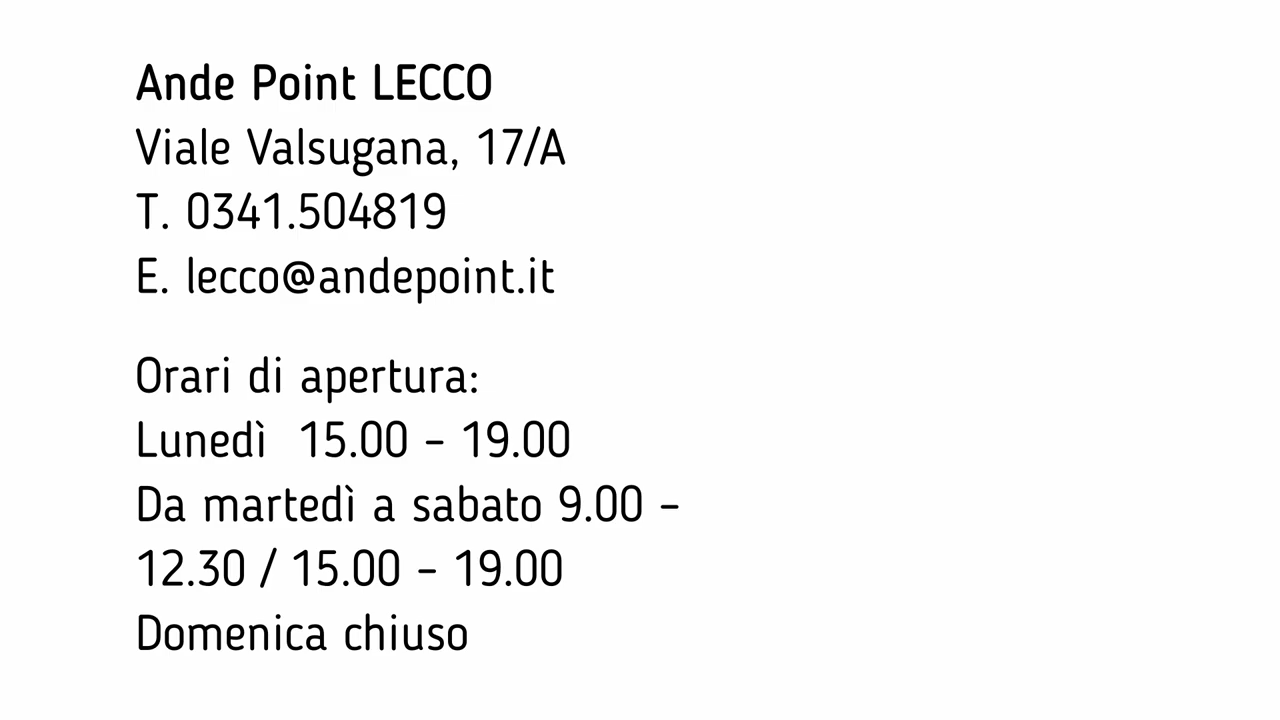 Ande Point LECCO
Viale Valsugana, 17/A
T. 0341.504819
E. lecco@andepoint.it
Orari di apertura:
Lunedì  15.00 – 19.00
Da martedì a sabato 9.00 –
12.30 / 15.00 – 19.00
Domenica chiuso